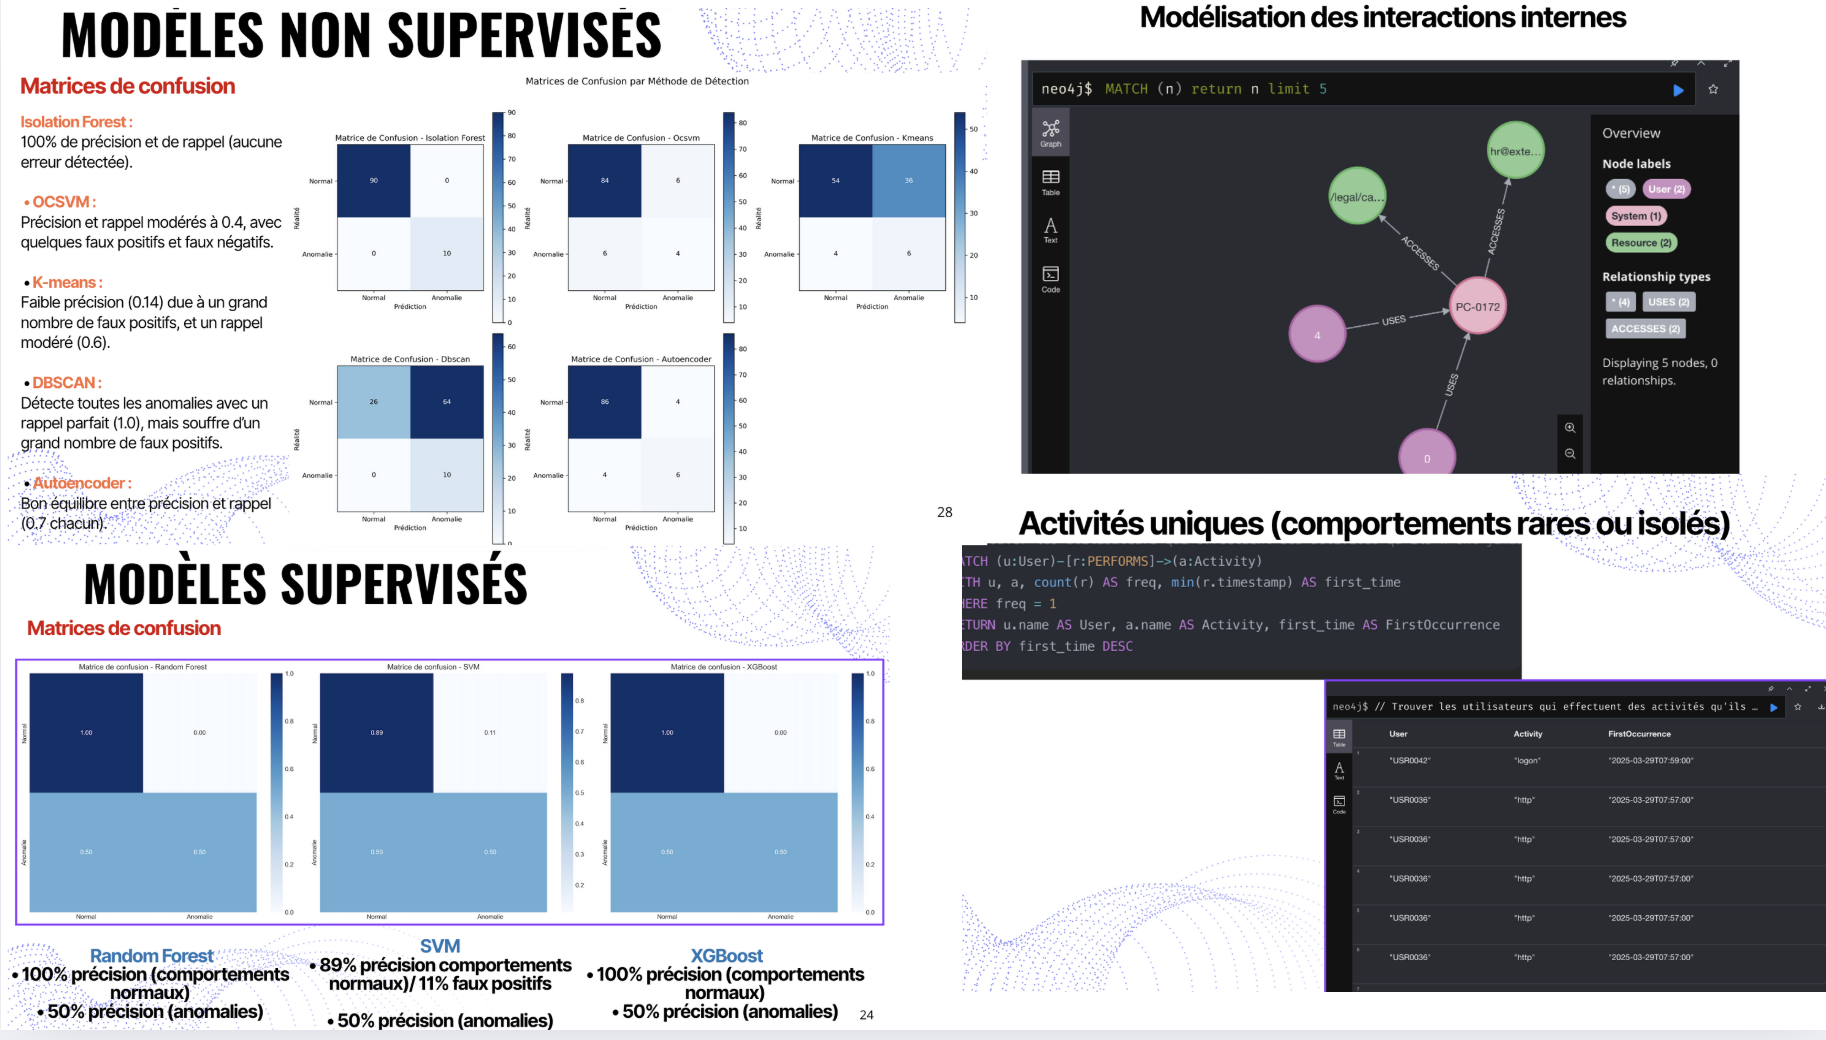 MODÈLES NON SUPERVISÉS
Matrices de confusion
Isolation Forest :
100% de précision et de rappel (aucune
erreur détectée).
• OCSVM :
Précision et rappel modérés à 0.4, avec
quelques faux positifs et faux négatifs.
• K-means :
Faible précision (0.14) due à un grand
nombre de faux positifs, et un rappel
modéré (0.6).
• DBSCAN :
Détecte toutes les anomalies avec un
rappel parfait (1.0), mais souffre d'un
grand nombre de faux positifs.
• Autoencoder :
Bon équilibre entre précision et rappel
(0.7 chacun).
Matrices de Confusion par Méthode de Détection
Matrice de Confusion - Isolation Forest
Réalité
Normal
Anomalie
90
0
0
10
Normal
Anomalie
Prédiction
90
80
70
60
50
40
30
20
10
0
Matrice de Confusion - Ocsvm
Réalité
Normal
Anomalie
84
6
6
4
Normal
Anomalie
Prédiction
80
70
60
50
40
30
20
10
Matrice de Confusion - Kmeans
Réalité
Normal
Anomalie
54
36
4
6
Normal
Anomalie
Prédiction
50
40
30
20
10
Matrice de Confusion - Dbscan
Réalité
Normal
Anomalie
26
64
0
10
Normal
Anomalie
Prédiction
60
50
40
30
20
10
0
Matrice de Confusion - Autoencoder
Réalité
Normal
Anomalie
86
4
4
6
Normal
Anomalie
Prédiction
80
70
60
50
40
30
20
10
28
MODÈLES SUPERVISÉS
Matrices de confusion
Matrice de confusion - Random Forest
Normal
Anomalie
1.00
0.00
0.50
0.50
Normal
Anomalie
1.0
0.8
0.6
0.4
0.2
0.0
Matrice de confusion - SVM
Normal
Anomalie
0.89
0.11
0.50
0.50
Normal
Anomalie
0.8
0.7
0.6
0.5
0.4
0.3
0.2
Matrice de confusion - XGBoost
Normal
Anomalie
1.00
0.00
0.50
0.50
Normal
Anomalie
1.0
0.8
0.6
0.4
0.2
0.0
Random Forest
• 100% précision (comportements
normaux)
• 50% précision (anomalies)
SVM
• 89% précision comportements
normaux)/ 11% faux positifs
• 50% précision (anomalies)
XGBoost
• 100% précision (comportements
normaux)
• 50% précision (anomalies)
24
Modélisation des interactions internes
neo4j$ MATCH (n) return n limit 5
Graph
Table
Text
Code
hr@exte...
/legal/ca...
ACCESSES
ACCESSES
PC-0172
USES
4
USES
0
Overview
Node labels
* (5)
User (2)
System (1)
Resource (2)
Relationship types
* (4)
USES (2)
ACCESSES (2)
Displaying 5 nodes, 0
relationships.
Activités uniques (comportements rares ou isolés)
ATCH (u:User)-[r:PERFORMS]->(a:Activity)
ITH u, a, count(r) AS freq, min(r.timestamp) AS first_time
HERE freq = 1
ETURN u.name AS User, a.name AS Activity, first_time AS FirstOccurrence
RDER BY first_time DESC
neo4j$ // Trouver les utilisateurs qui effectuent des activités qu'ils …
Table
Text
Code
User Activity FirstOccurrence
1 "USR0042" "logon" "2025-03-29T07:59:00"
2 "USR0036" "http" "2025-03-29T07:57:00"
3 "USR0036" "http" "2025-03-29T07:57:00"
4 "USR0036" "http" "2025-03-29T07:57:00"
5 "USR0036" "http" "2025-03-29T07:57:00"
6 "USR0036" "http" "2025-03-29T07:57:00"